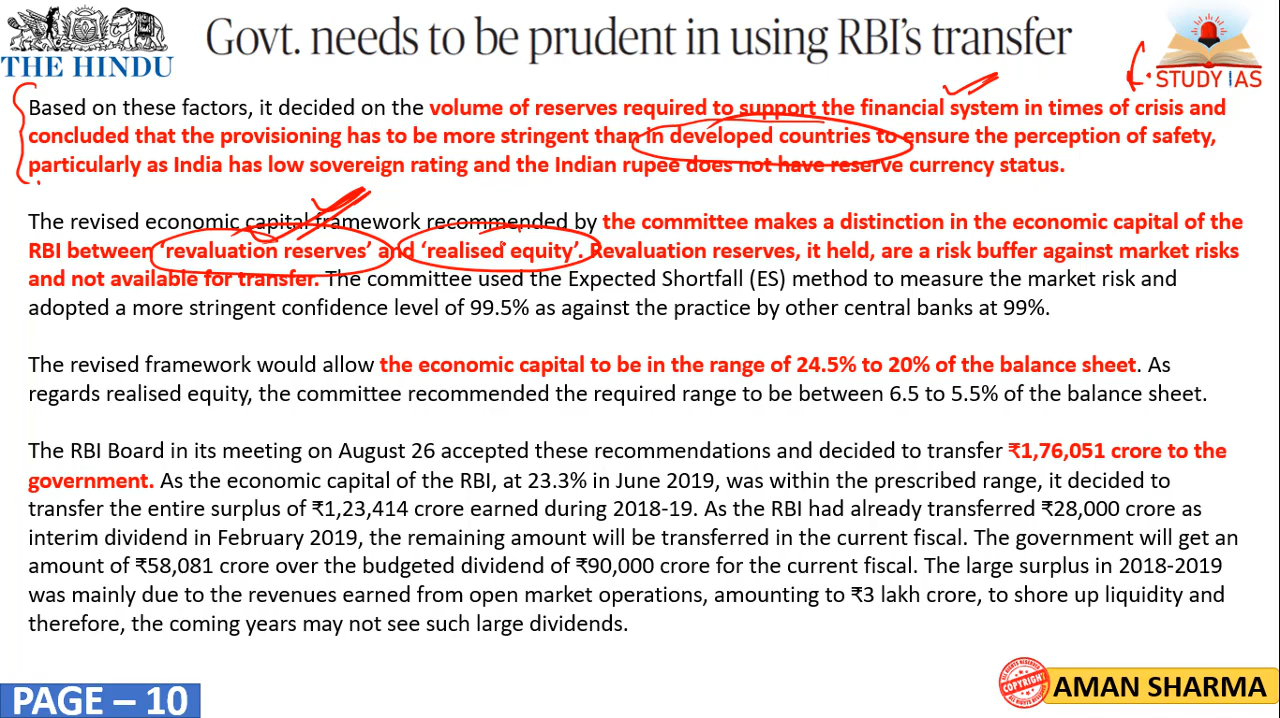 THE HINDU
Govt. needs to be prudent in using RBI's transfer
STUDY IAS
Based on these factors, it decided on the volume of reserves required to support the financial system in times of crisis and
concluded that the provisioning has to be more stringent than in developed countries to ensure the perception of safety,
particularly as India has low sovereign rating and the Indian rupee does not have reserve currency status.
The revised economic capital framework recommended by the committee makes a distinction in the economic capital of the
RBI between 'revaluation reserves' and 'realised equity'. Revaluation reserves, it held, are a risk buffer against market risks
and not available for transfer. The committee used the Expected Shortfall (ES) method to measure the market risk and
adopted a more stringent confidence level of 99.5% as against the practice by other central banks at 99%.
The revised framework would allow the economic capital to be in the range of 24.5% to 20% of the balance sheet. As
regards realised equity, the committee recommended the required range to be between 6.5 to 5.5% of the balance sheet.
The RBI Board in its meeting on August 26 accepted these recommendations and decided to transfer ₹1,76,051 crore to the
government. As the economic capital of the RBI, at 23.3% in June 2019, was within the prescribed range, it decided to
transfer the entire surplus of ₹1,23,414 crore earned during 2018-19. As the RBI had already transferred ₹28,000 crore as
interim dividend in February 2019, the remaining amount will be transferred in the current fiscal. The government will get an
amount of ₹58,081 crore over the budgeted dividend of ₹90,000 crore for the current fiscal. The large surplus in 2018-2019
was mainly due to the revenues earned from open market operations, amounting to ₹3 lakh crore, to shore up liquidity and
therefore, the coming years may not see such large dividends.
PAGE – 10
COPYRIGHT
AMAN SHARMA